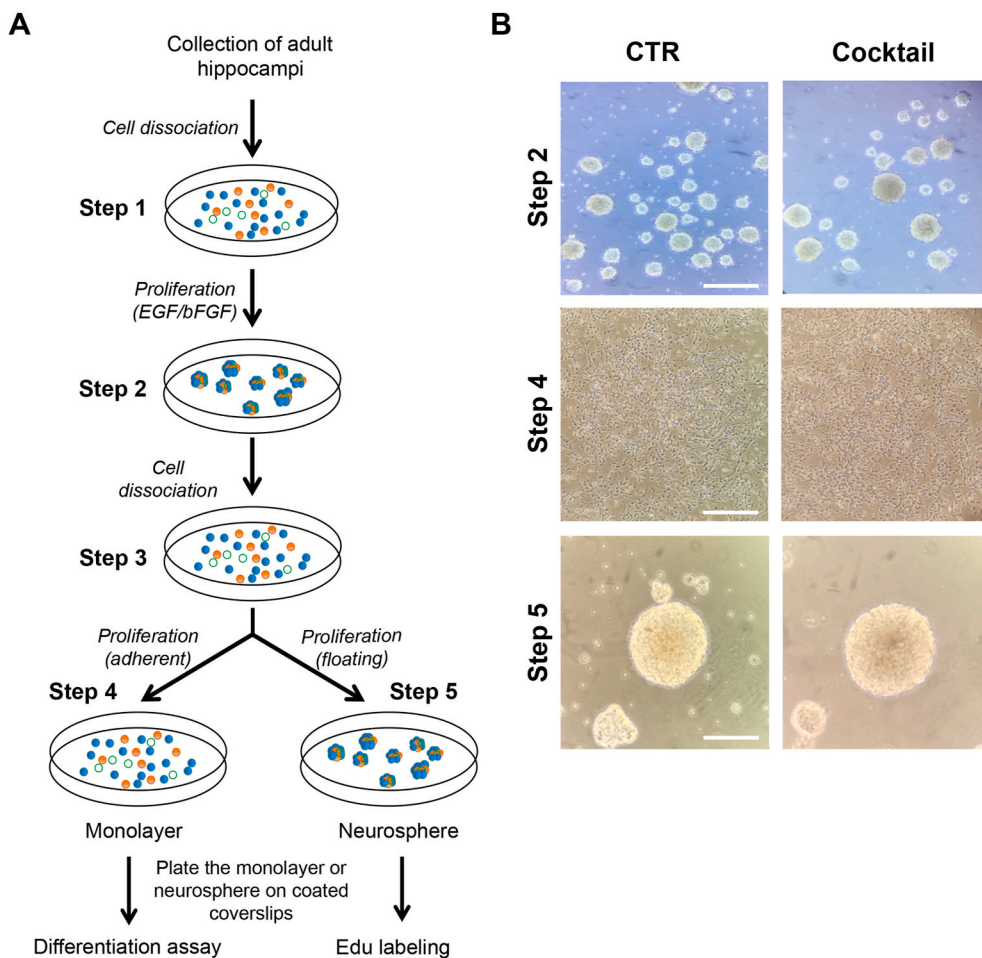 A
Collection of adult
hippocampi
Cell dissociation
Step 1
Proliferation
(EGF/bFGF)
Step 2
Cell
dissociation
Step 3
Proliferation
(adherent)
Proliferation
(floating)
Step 4
Step 5
Monolayer
Neurosphere
Plate the monolayer or
neurosphere on coated
coverslips
Differentiation assay
Edu labeling
B
CTR
Cocktail
Step 2
Step 4
Step 5